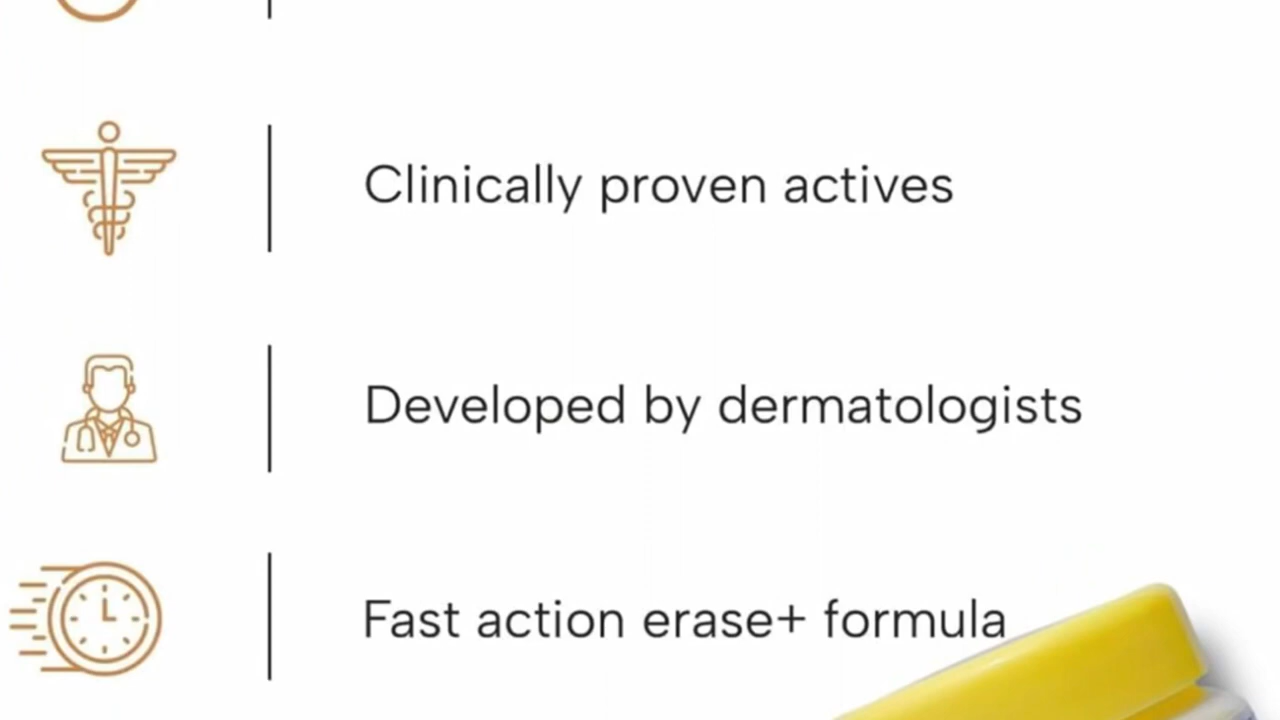 Clinically proven actives
Developed by dermatologists
Fast action erase+ formula